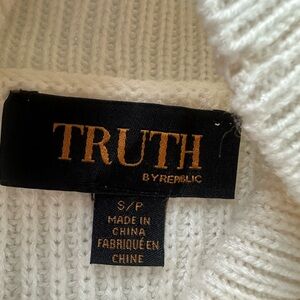 TRUTH
BY REPUBLIC
S/P
MADE IN
CHINA
FABRIQUÉ EN
CHINE